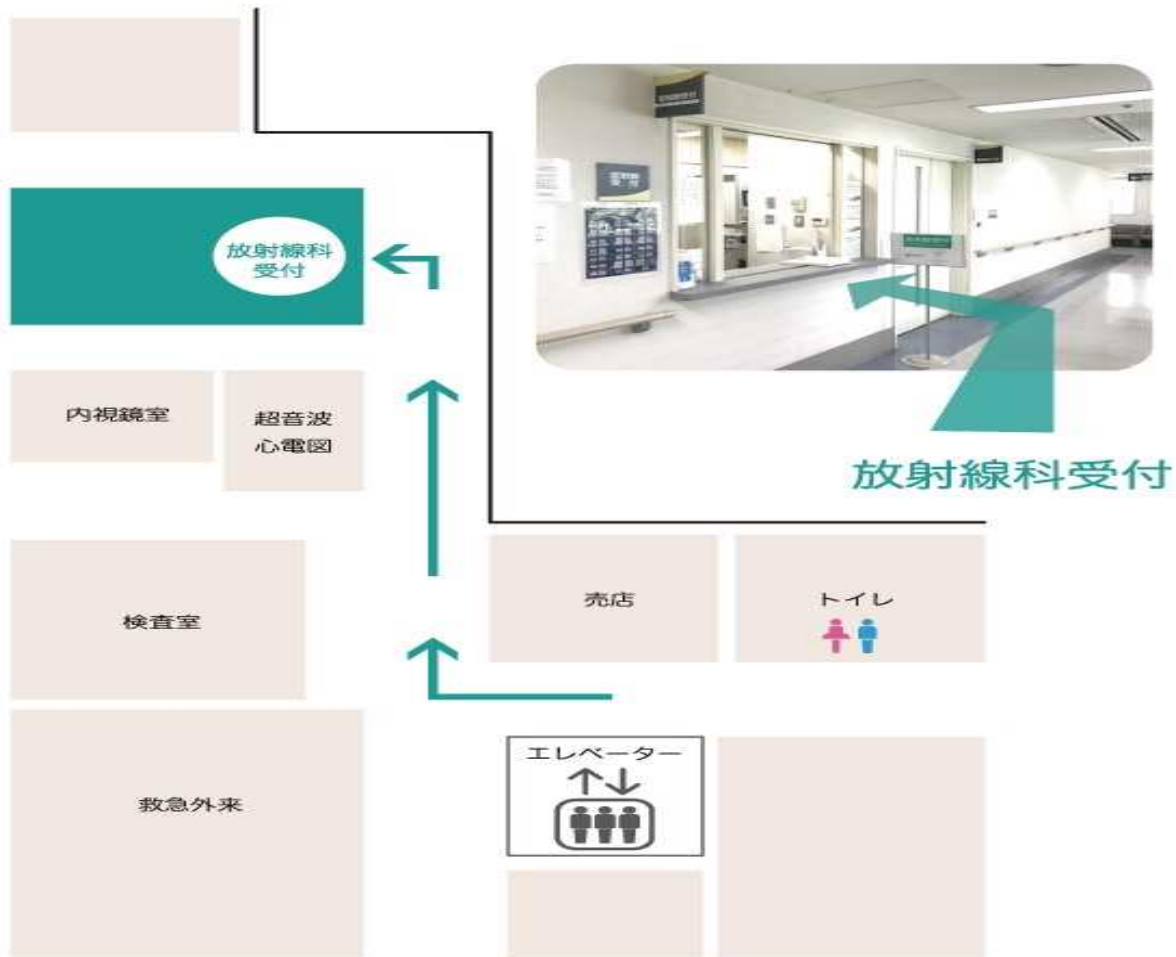 放射線科
受付
内視鏡室
超音波
心電図
放射線科受付
検査室
売店
トイレ
救急外来
エレベーター